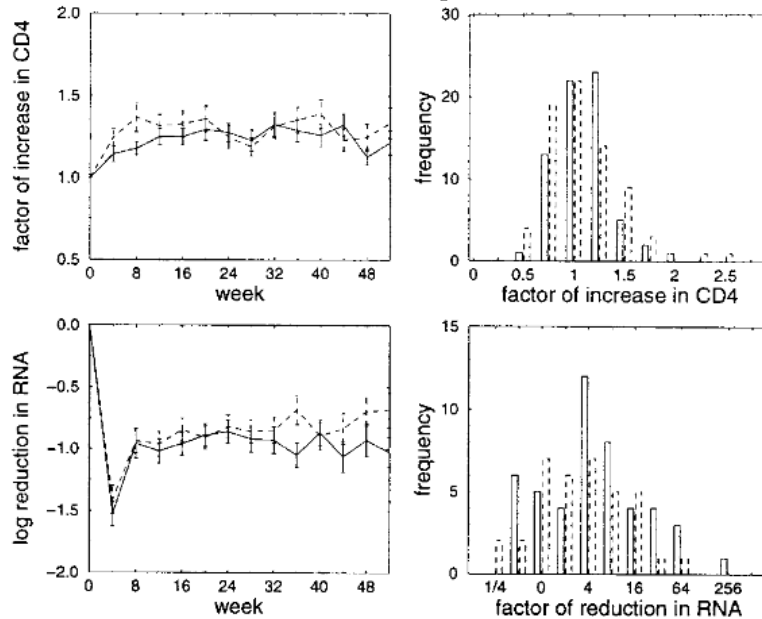 2.0
1.5
1.0
0.5
0 8 16 24 32 40 48
week
factor of increase in CD4
30
20
10
0
0 0.5 1 1.5 2 2.5
factor of increase in CD4
frequency
0.0
−0.5
−1.0
−1.5
−2.0
0 8 16 24 32 40 48
week
log reduction in RNA
15
10
5
0
1/4 0 4 16 64 256
factor of reduction in RNA
frequency